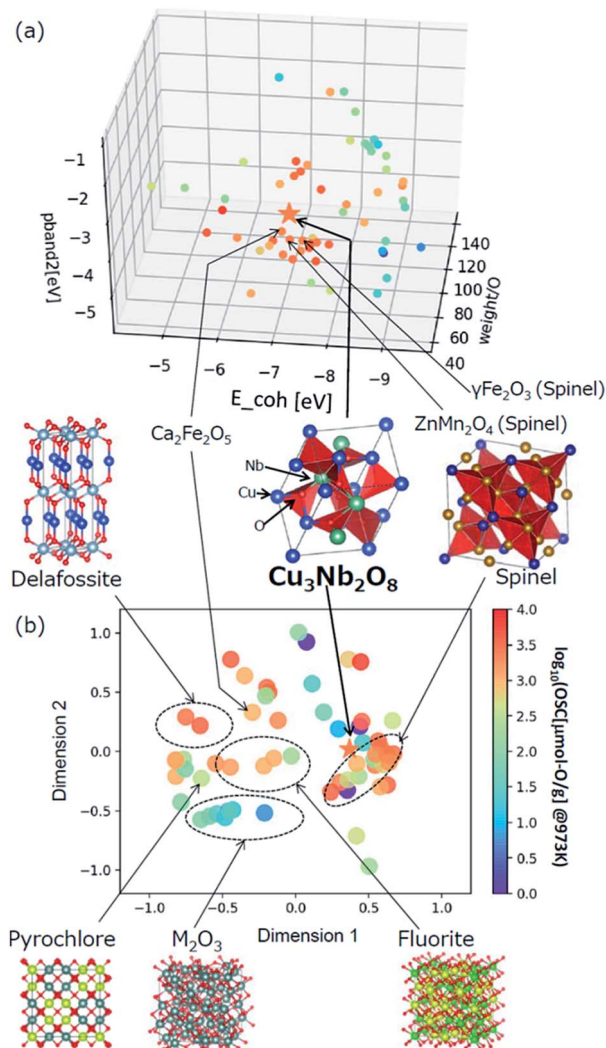 (a)
−1
−2
−3
−4
−5
pband2[eV]
140
120
100
80
60
40
weight/O
−5
−6
−7
−8
−9
E_coh [eV]
γFe₂O₃ (Spinel)
ZnMn₂O₄ (Spinel)
Ca₂Fe₂O₅
Nb
Cu
O
Delafossite
Cu₃Nb₂O₈
Spinel
(b)
1.0
0.5
0.0
−0.5
−1.0
Dimension 2
−1.0
−0.5
0.0
0.5
1.0
Dimension 1
4.0
3.5
3.0
2.5
2.0
1.5
1.0
0.5
0.0
log₁₀(OSC[μmol-O/g] @973K)
Pyrochlore
M₂O₃
Fluorite